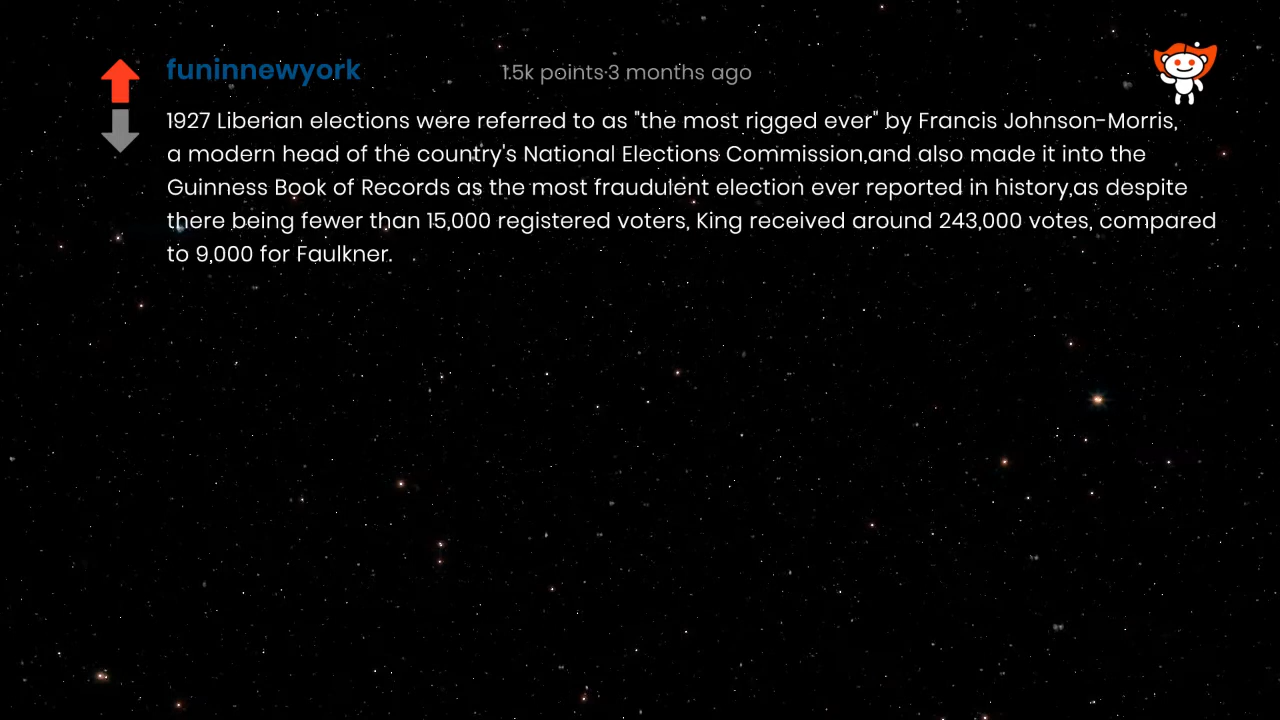 funinnewyork 1.5k points·3 months ago
1927 Liberian elections were referred to as "the most rigged ever" by Francis Johnson-Morris,
a modern head of the country's National Elections Commission,and also made it into the
Guinness Book of Records as the most fraudulent election ever reported in history,as despite
there being fewer than 15,000 registered voters, King received around 243,000 votes, compared
to 9,000 for Faulkner.